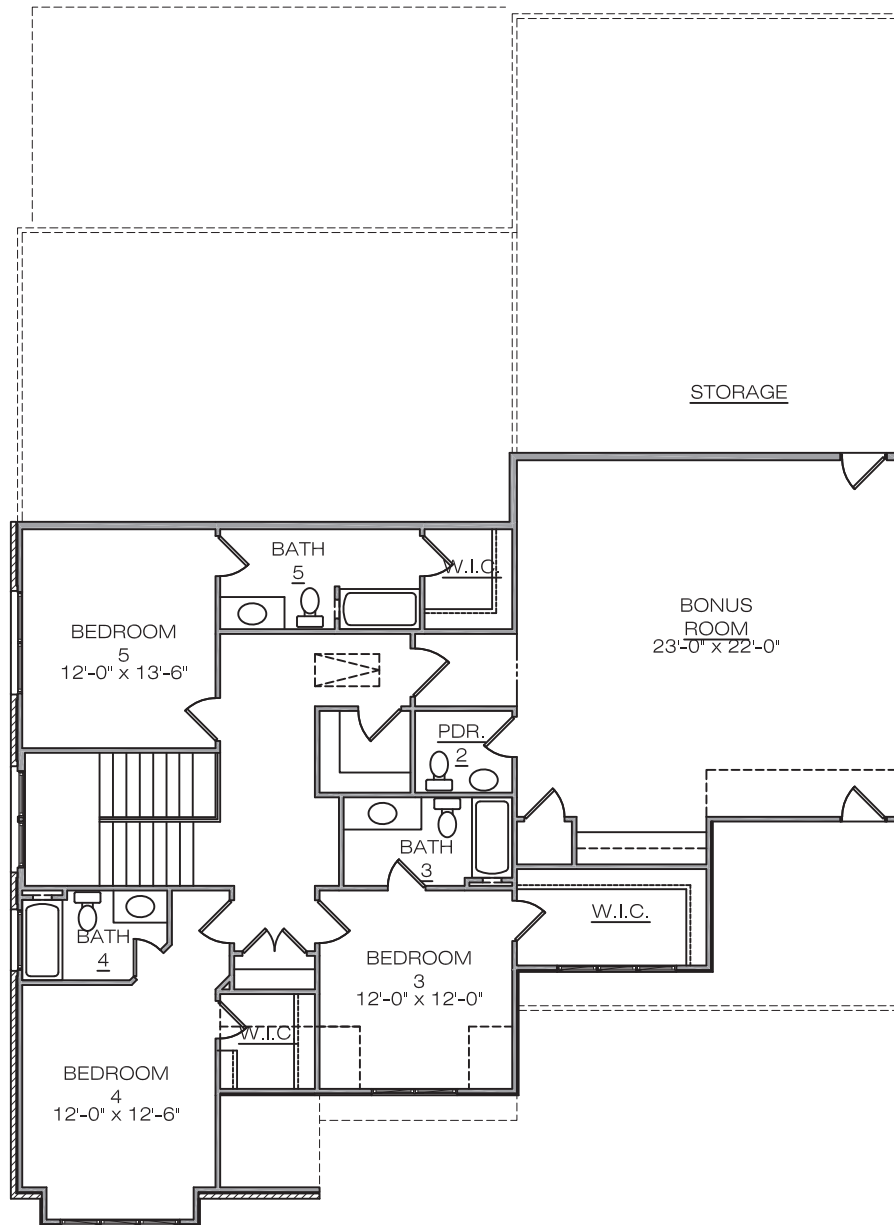 STORAGE
BATH
5
W.I.C.
BEDROOM
5
12'-0" x 13'-6"
BONUS
ROOM
23'-0" x 22'-0"
PDR.
2
BATH
3
BATH
4
W.I.C.
BEDROOM
3
12'-0" x 12'-0"
W.I.C
BEDROOM
4
12'-0" x 12'-6"